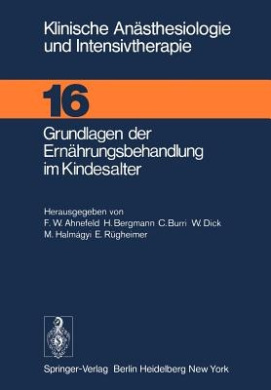 Klinische Anästhesiologie
und Intensivtherapie
16
Grundlagen der
Ernährungsbehandlung
im Kindesalter
Herausgegeben von
F. W. Ahnefeld H. Bergmann C. Burri W. Dick
M. Halmágyi E. Rügheimer
Springer-Verlag Berlin Heidelberg New York